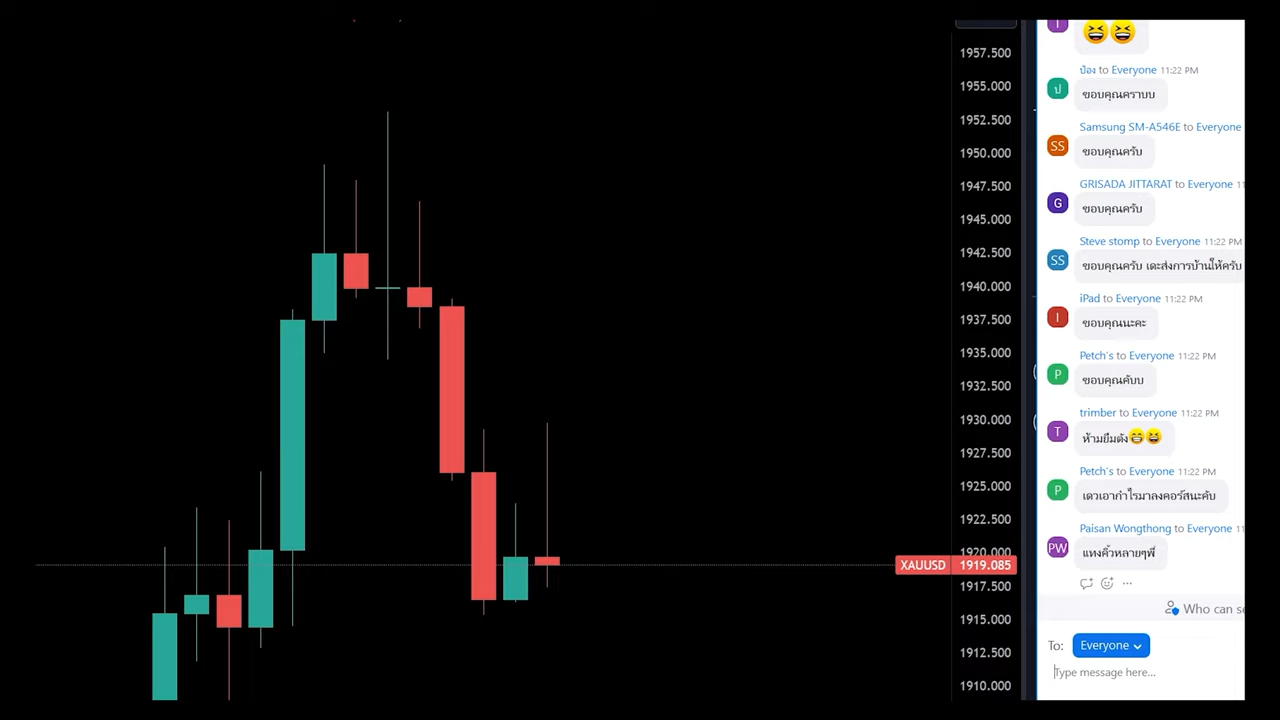 1957.500
1955.000
1952.500
1950.000
1947.500
1945.000
1942.500
1940.000
1937.500
1935.000
1932.500
1930.000
1927.500
1925.000
1922.500
1920.000
XAUUSD 1919.085
1917.500
1915.000
1912.500
1910.000
ป๋อง to Everyone 11:22 PM
ป
ขอบคุณคราบบ
Samsung SM-A546E to Everyone
SS
ขอบคุณครับ
GRISADA JITTARAT to Everyone 11
G
ขอบคุณครับ
Steve stomp to Everyone 11:22 PM
SS
ขอบคุณครับ เดะส่งการบ้านให้ครับ
iPad to Everyone 11:22 PM
I
ขอบคุณนะคะ
Petch's to Everyone 11:22 PM
P
ขอบคุณคับบ
trimber to Everyone 11:22 PM
T
ห้ามยืมตัง
Petch's to Everyone 11:22 PM
P
เดวเอากำไรมาลงคอร์สนะคับ
Paisan Wongthong to Everyone 11
PW
แทงคิ้วหลายๆพี่
Who can se
To: Everyone
Type message here...